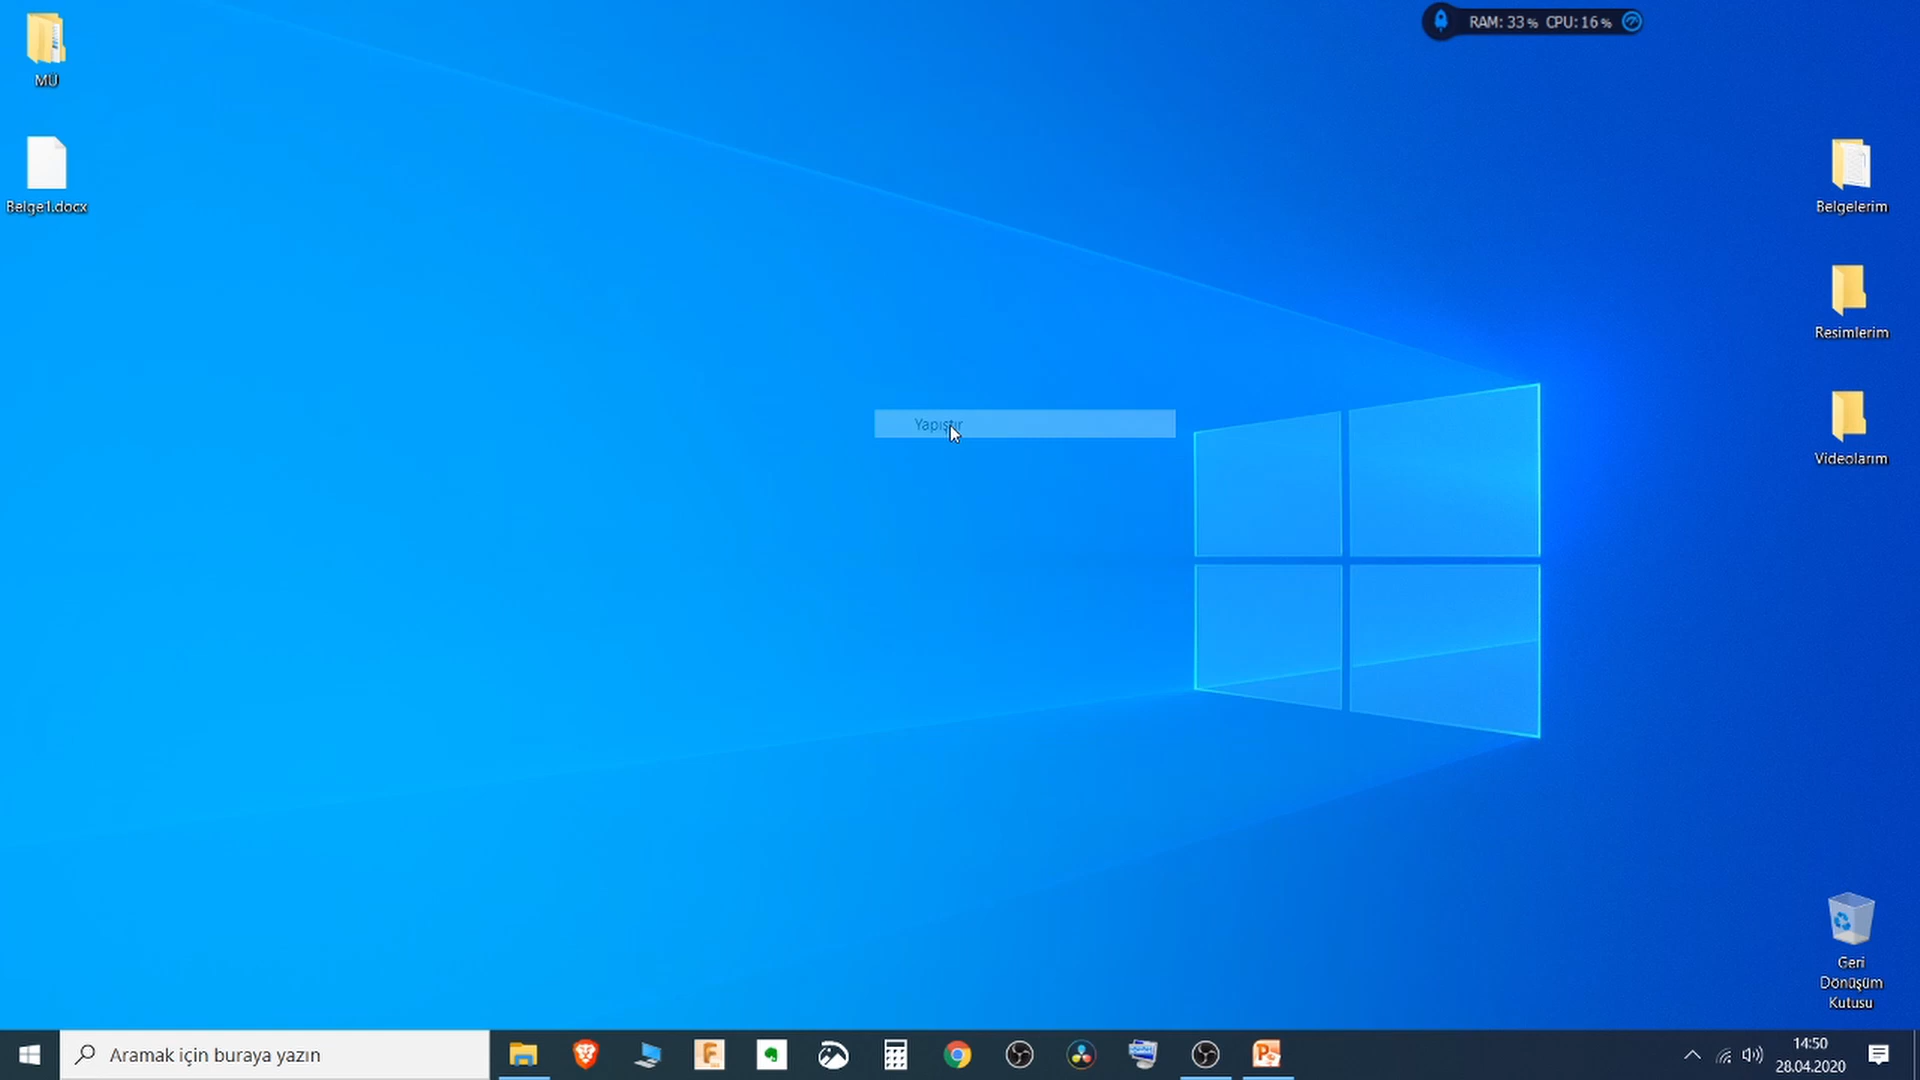 MÜ
RAM: 33% CPU: 16%
Belge1.docx
Belgelerim
Resimlerim
Yapıştır
Videolarım
Geri
Dönüşüm
Kutusu
Aramak için buraya yazın
14:50
28.04.2020